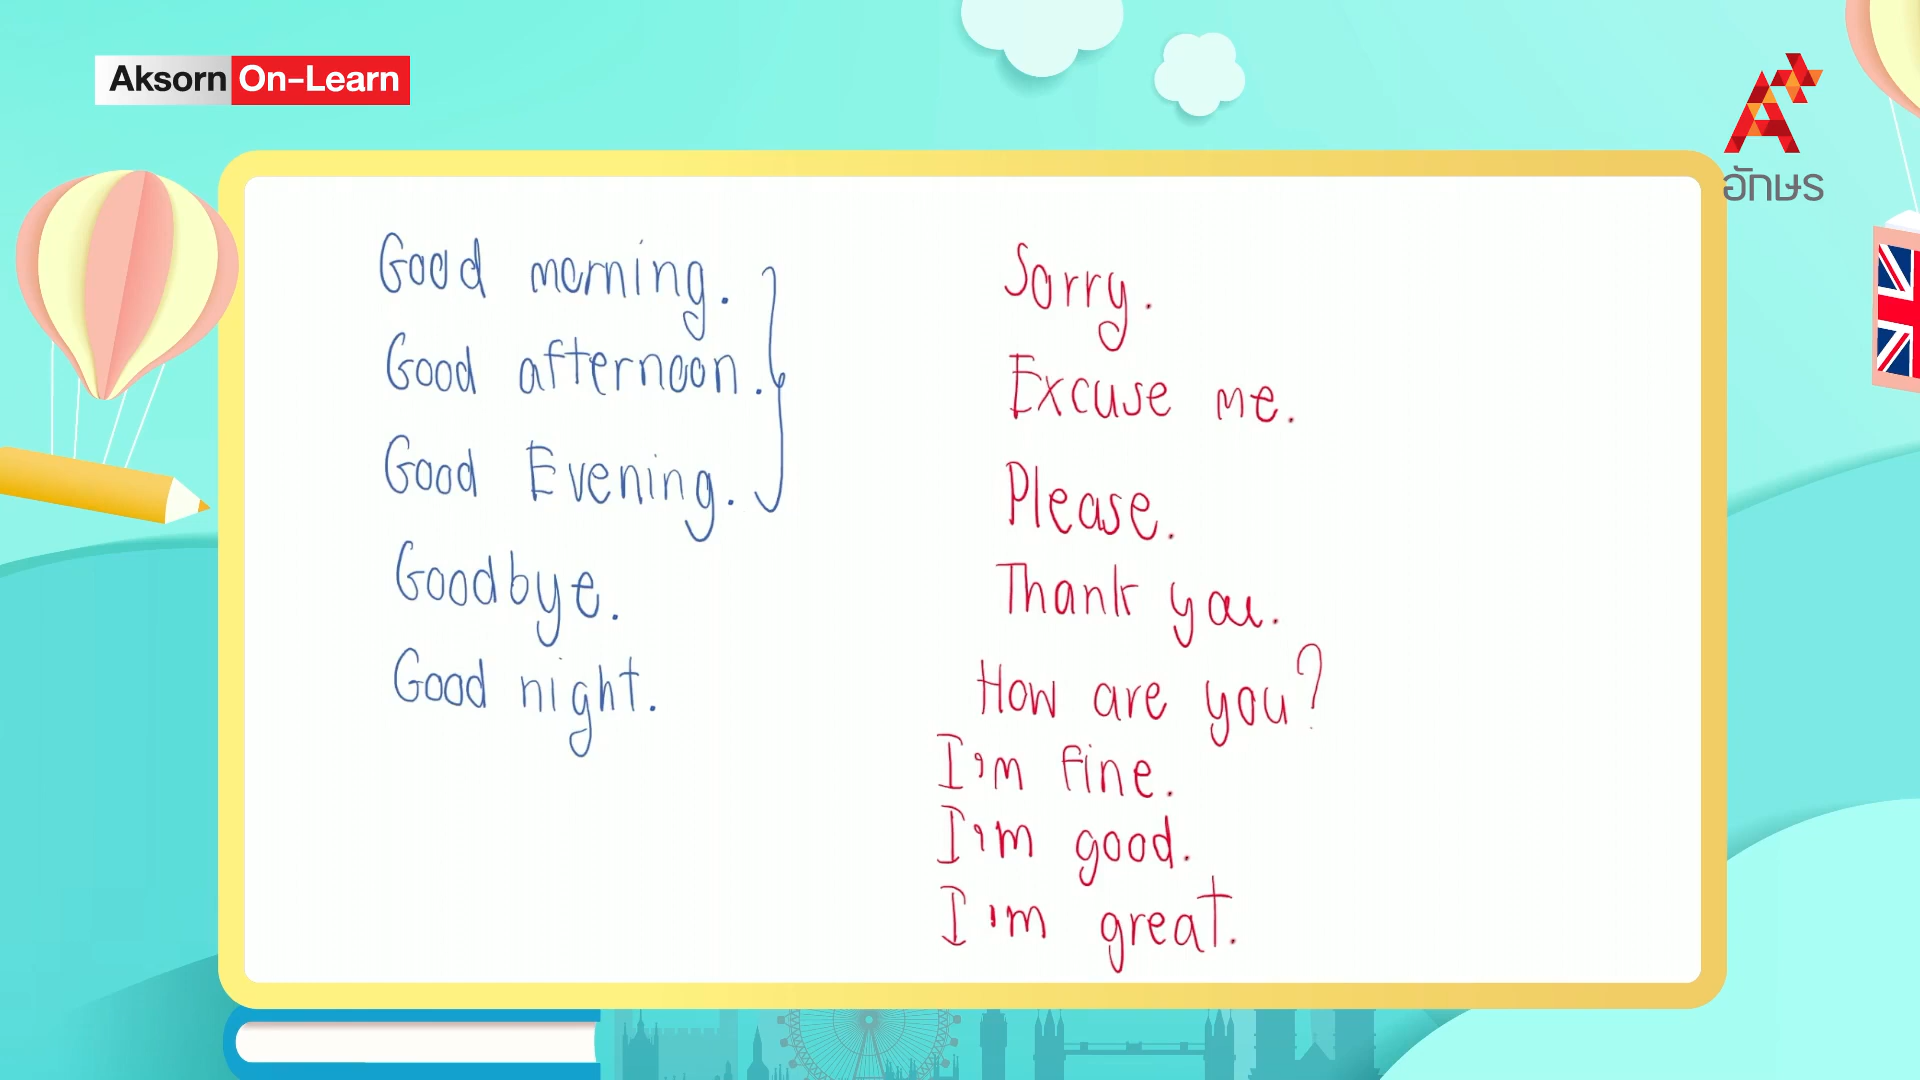 Aksorn On-Learn
อักษร
Good morning.
Good afternoon.
Good Evening.
Goodbye.
Good night.
Sorry.
Excuse me.
Please.
Thank you.
How are you?
I'm fine.
I'm good.
I'm great.